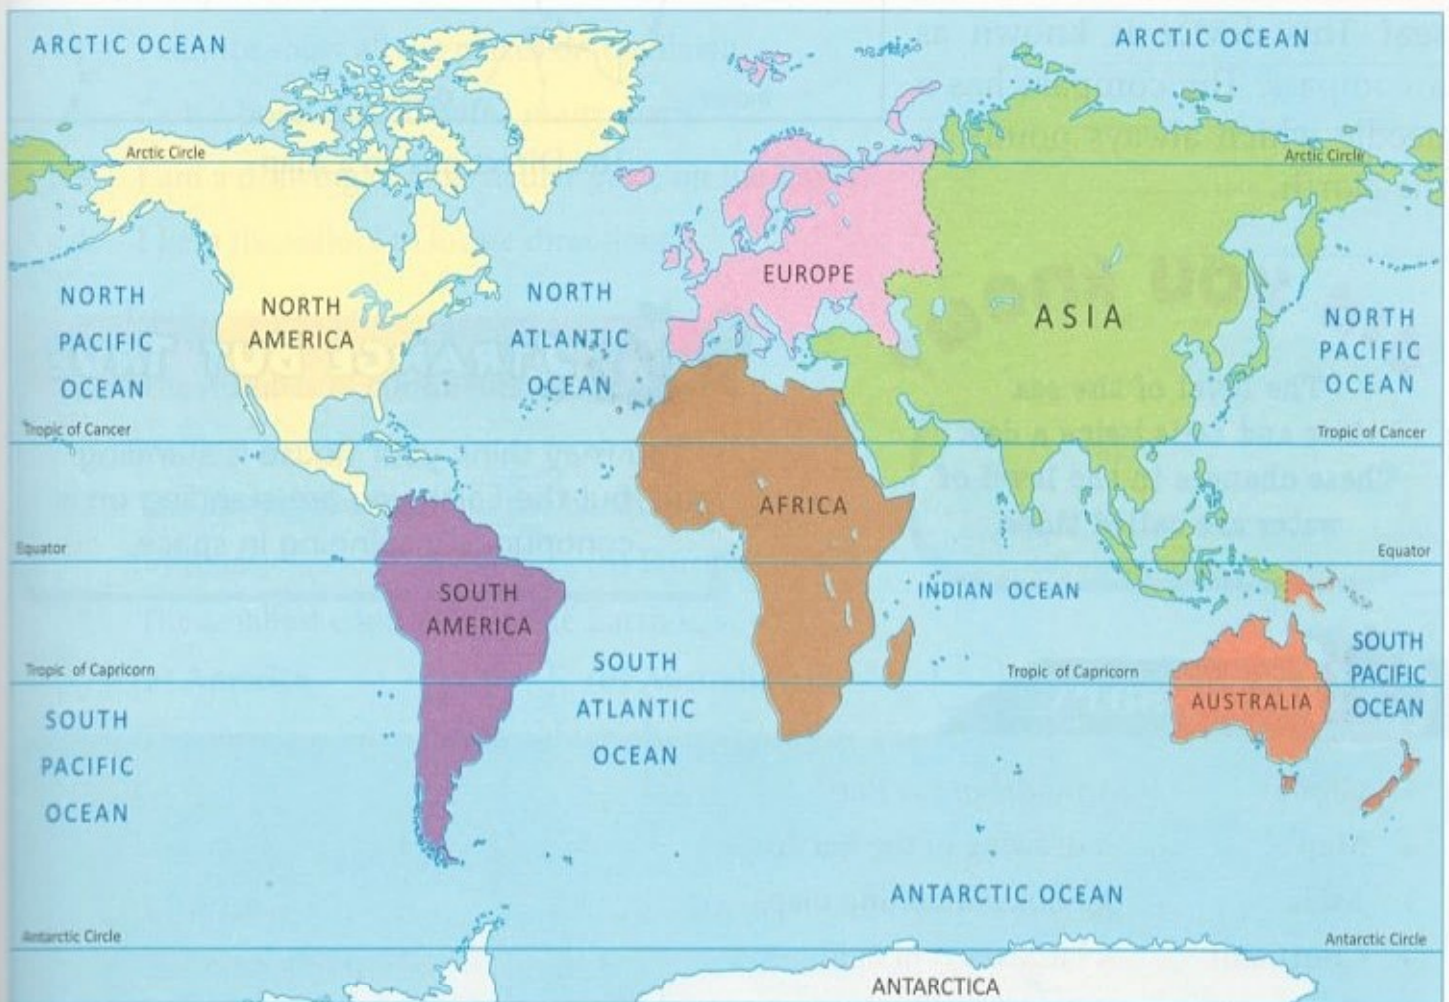 ARCTIC OCEAN
ARCTIC OCEAN
Arctic Circle
Arctic Circle
NORTH
PACIFIC
OCEAN
NORTH
AMERICA
NORTH
ATLANTIC
OCEAN
EUROPE
ASIA
NORTH
PACIFIC
OCEAN
Tropic of Cancer
Tropic of Cancer
AFRICA
Equator
Equator
SOUTH
AMERICA
INDIAN OCEAN
Tropic of Capricorn
Tropic of Capricorn
SOUTH
PACIFIC
OCEAN
SOUTH
ATLANTIC
OCEAN
AUSTRALIA
SOUTH
PACIFIC
OCEAN
ANTARCTIC OCEAN
Antarctic Circle
Antarctic Circle
ANTARCTICA